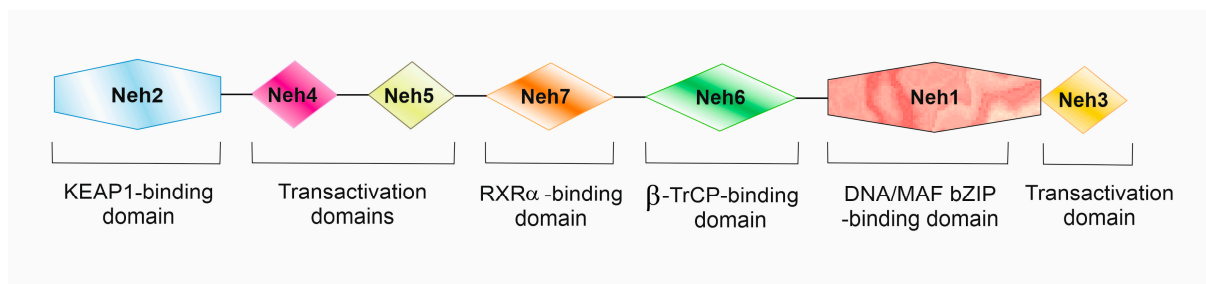 Neh2 Neh4 Neh5 Neh7 Neh6 Neh1 Neh3
KEAP1-binding
domain
Transactivation
domains
RXRα -binding
domain
β-TrCP-binding
domain
DNA/MAF bZIP
-binding domain
Transactivation
domain